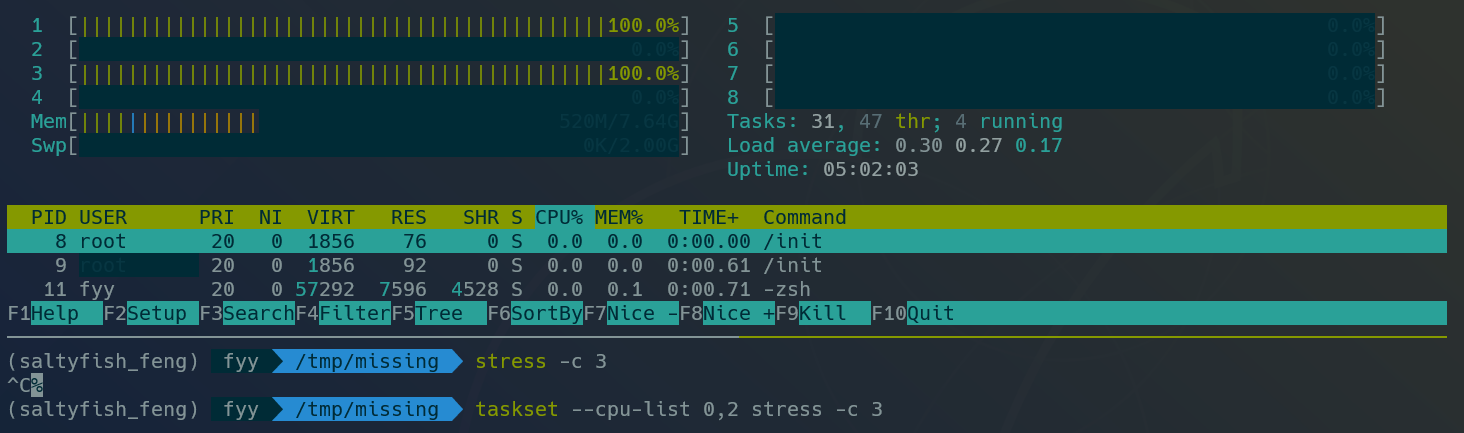 1 [||||||||||||||||||||||||||||||||||||||||||||100.0%] 5 [0.0%]
2 [0.0%] 6 [0.0%]
3 [||||||||||||||||||||||||||||||||||||||||||||100.0%] 7 [0.0%]
4 [0.0%] 8 [0.0%]
Mem[||||||||||||||| 520M/7.64G] Tasks: 31, 47 thr; 4 running
Swp[0K/2.00G] Load average: 0.30 0.27 0.17
Uptime: 05:02:03
PID USER PRI NI VIRT RES SHR S CPU% MEM% TIME+ Command
8 root 20 0 1856 76 0 S 0.0 0.0 0:00.00 /init
9 root 20 0 1856 92 0 S 0.0 0.0 0:00.61 /init
11 fyy 20 0 57292 7596 4528 S 0.0 0.1 0:00.71 -zsh
F1Help F2Setup F3SearchF4FilterF5Tree F6SortByF7Nice -F8Nice +F9Kill F10Quit
(saltyfish_feng) fyy /tmp/missing stress -c 3
^C%
(saltyfish_feng) fyy /tmp/missing taskset --cpu-list 0,2 stress -c 3